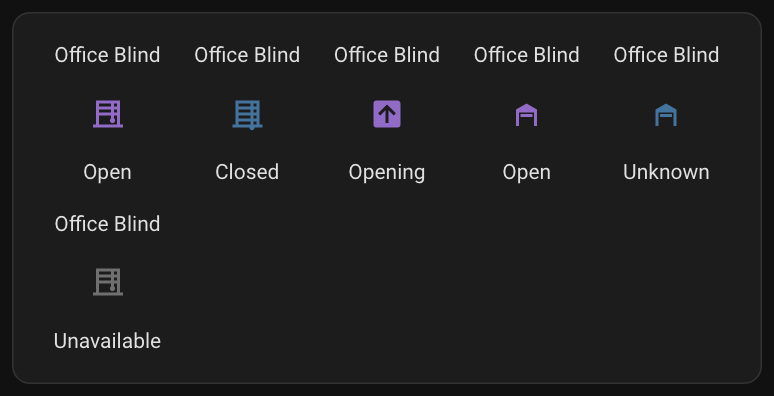 Office Blind Office Blind Office Blind Office Blind Office Blind
Open Closed Opening Open Unknown
Office Blind
Unavailable